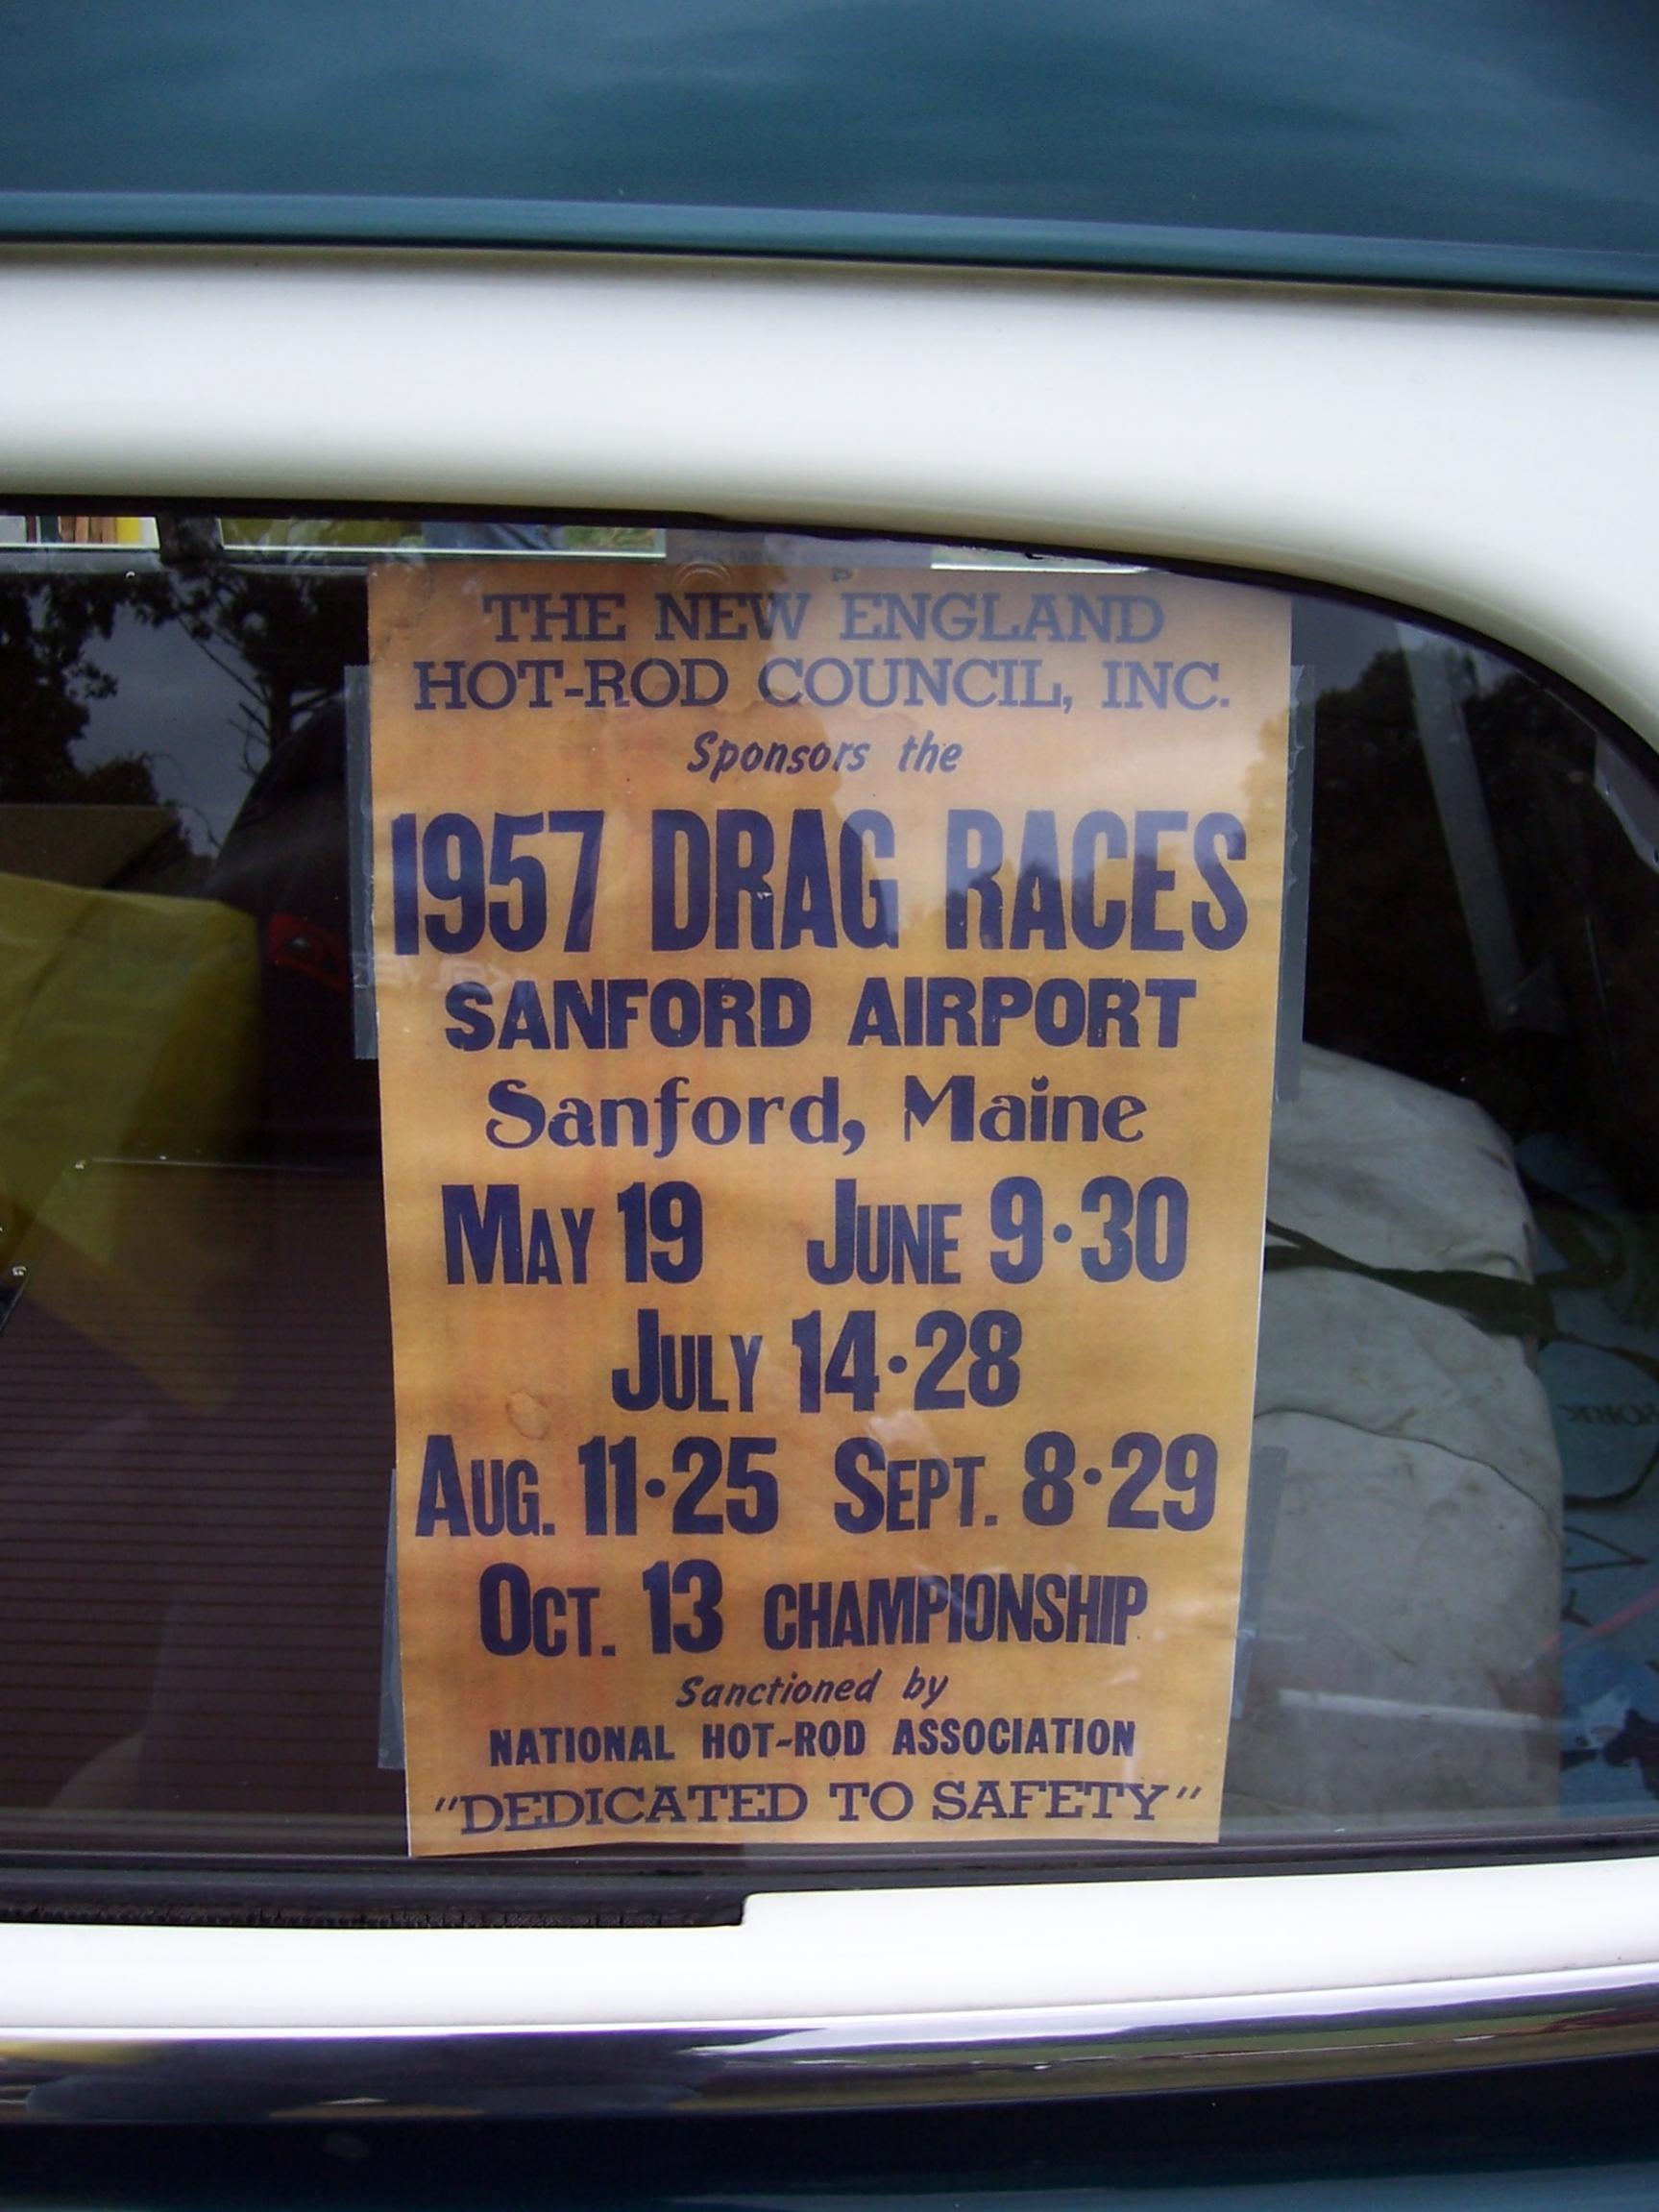 THE NEW ENGLAND
HOT-ROD COUNCIL, INC.
Sponsors the
1957 DRAG RACES
SANFORD AIRPORT
Sanford, Maine
MAY 19 JUNE 9·30
JULY 14·28
AUG. 11·25 SEPT. 8·29
OCT. 13 CHAMPIONSHIP
Sanctioned by
NATIONAL HOT-ROD ASSOCIATION
"DEDICATED TO SAFETY"